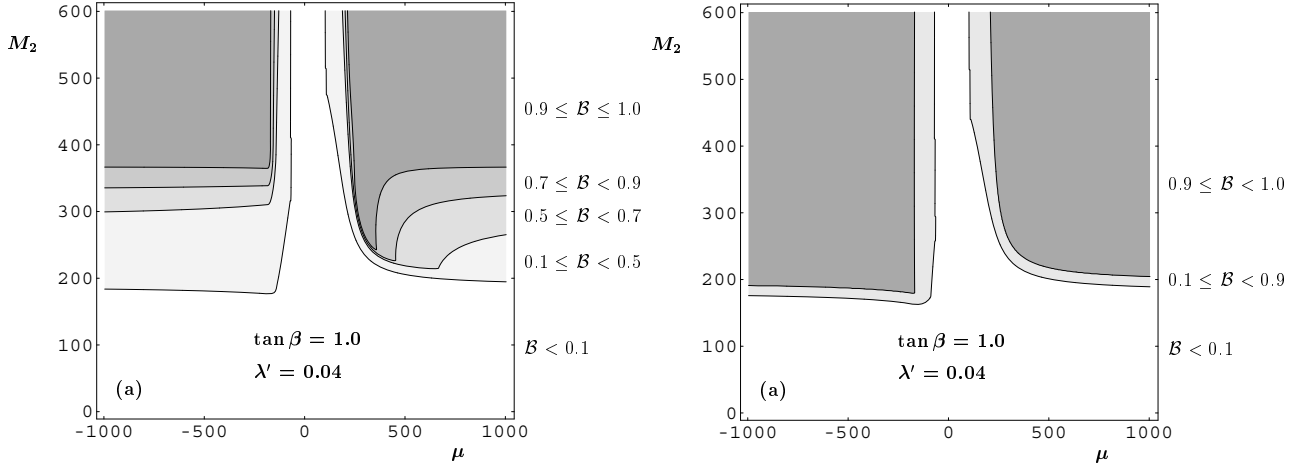 600
M₂
500
0.9 ≤ ℬ ≤ 1.0
400
0.7 ≤ ℬ < 0.9
300
0.5 ≤ ℬ < 0.7
0.1 ≤ ℬ < 0.5
200
tan β = 1.0
100
ℬ < 0.1
λ′ = 0.04
(a)
0
-1000 -500 0 500 1000
μ
600
M₂
500
400
0.9 ≤ ℬ < 1.0
300
200
0.1 ≤ ℬ < 0.9
tan β = 1.0
100
ℬ < 0.1
λ′ = 0.04
(a)
0
-1000 -500 0 500 1000
μ